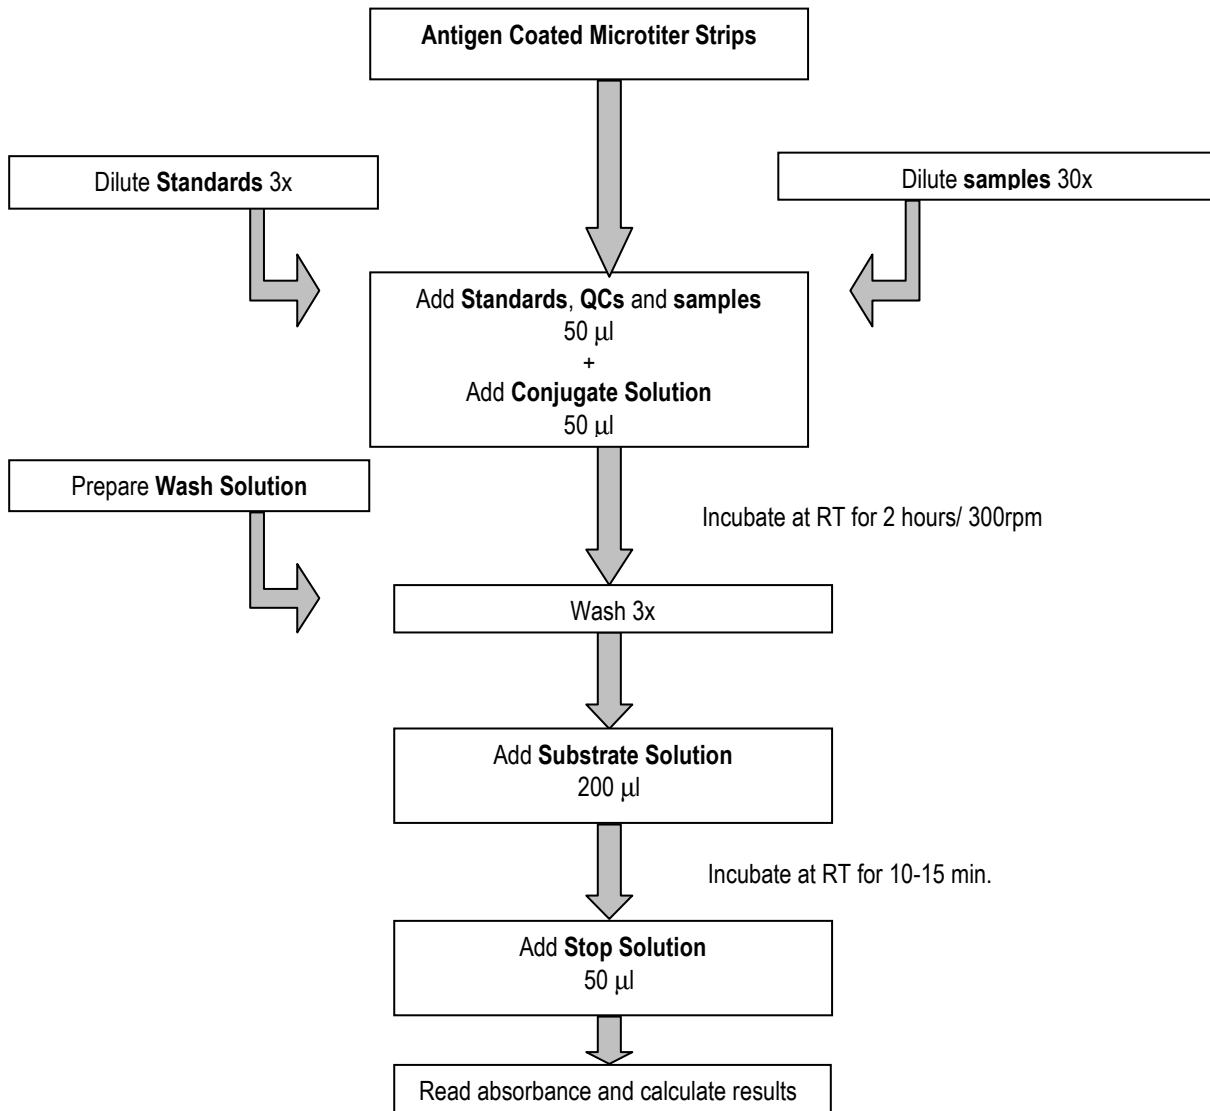 Antigen Coated Microtiter Strips
Dilute Standards 3x
Dilute samples 30x
Add Standards, QCs and samples
50 μl
+
Add Conjugate Solution
50 μl
Prepare Wash Solution
Incubate at RT for 2 hours/ 300rpm
Wash 3x
Add Substrate Solution
200 μl
Incubate at RT for 10-15 min.
Add Stop Solution
50 μl
Read absorbance and calculate results